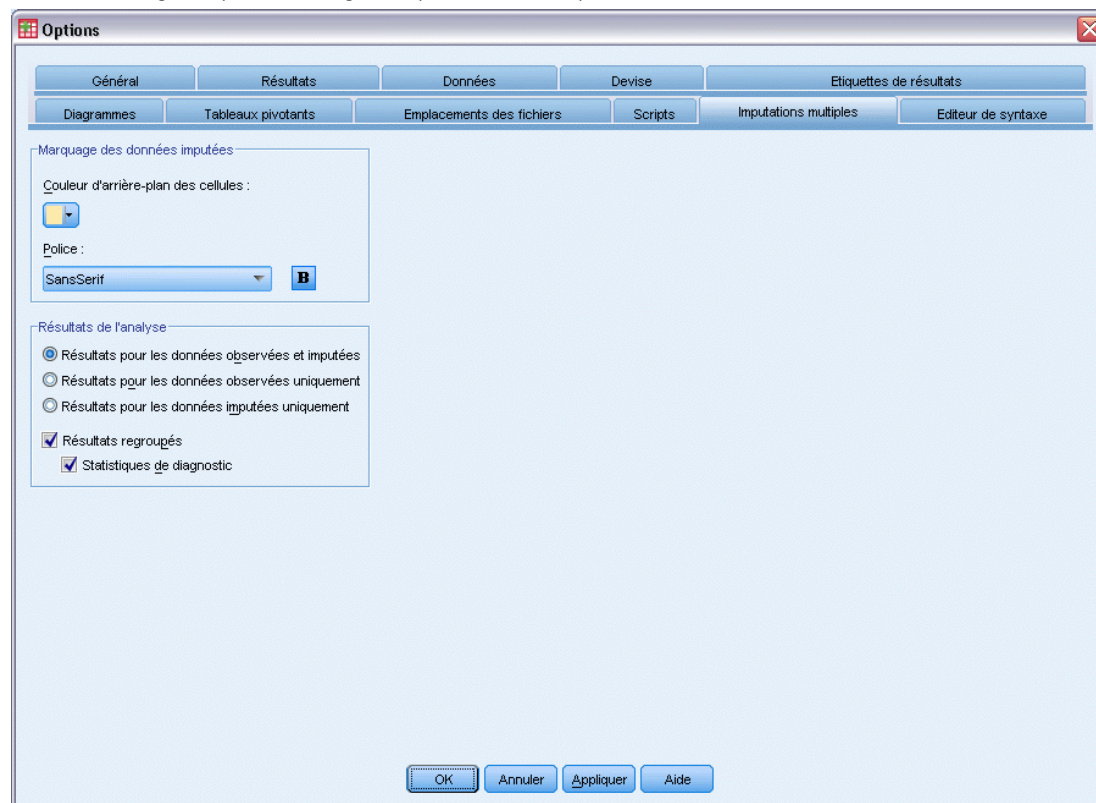 Options
Général Résultats Données Devise Etiquettes de résultats
Diagrammes Tableaux pivotants Emplacements des fichiers Scripts Imputations multiples Editeur de syntaxe
Marquage des données imputées
Couleur d'arrière-plan des cellules :
Police :
SansSerif B
Résultats de l'analyse
Résultats pour les données observées et imputées
Résultats pour les données observées uniquement
Résultats pour les données imputées uniquement
Résultats regroupés
Statistiques de diagnostic
OK Annuler Appliquer Aide